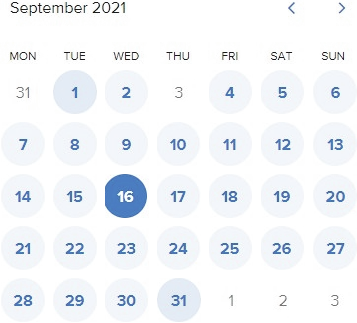 September 2021
MON TUE WED THU FRI SAT SUN
31 1 2 3 4 5 6
7 8 9 10 11 12 13
14 15 16 17 18 19 20
21 22 23 24 25 26 27
28 29 30 31 1 2 3